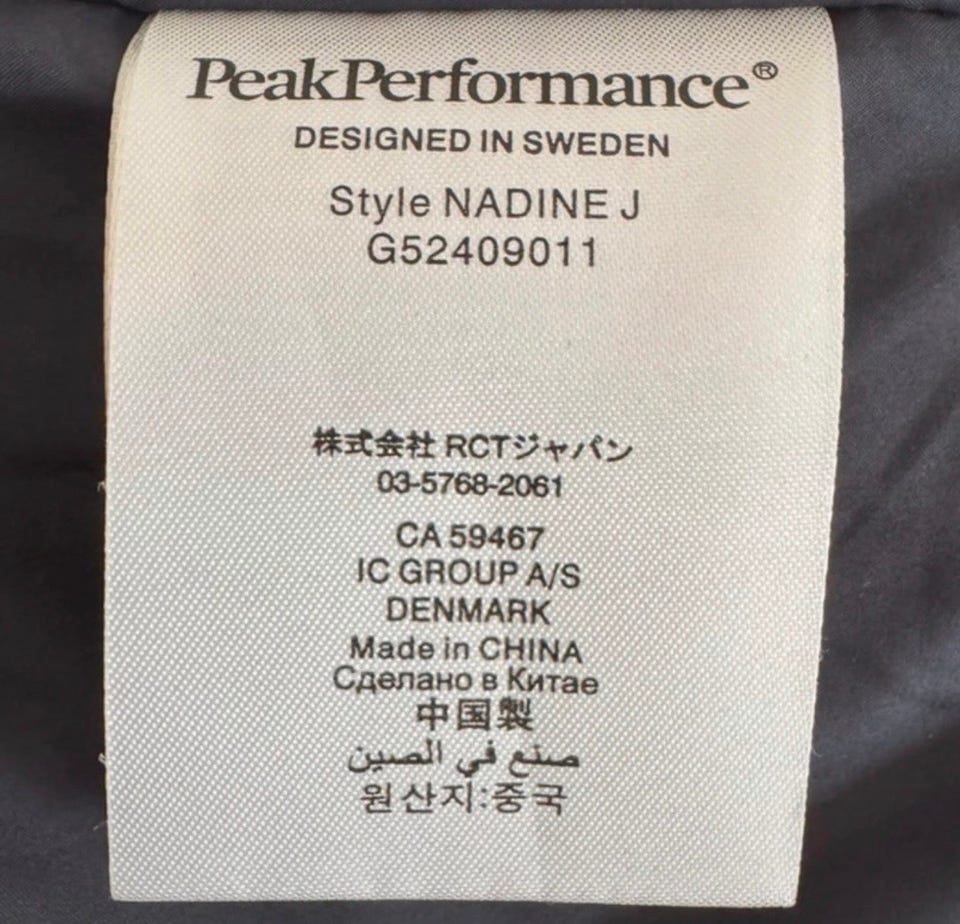 PeakPerformance®
DESIGNED IN SWEDEN
Style NADINE J
G52409011
株式会社 RCTジャパン
03-5768-2061
CA 59467
IC GROUP A/S
DENMARK
Made in CHINA
Сделано в Китае
中国製
صنع في الصين
원산지:중국